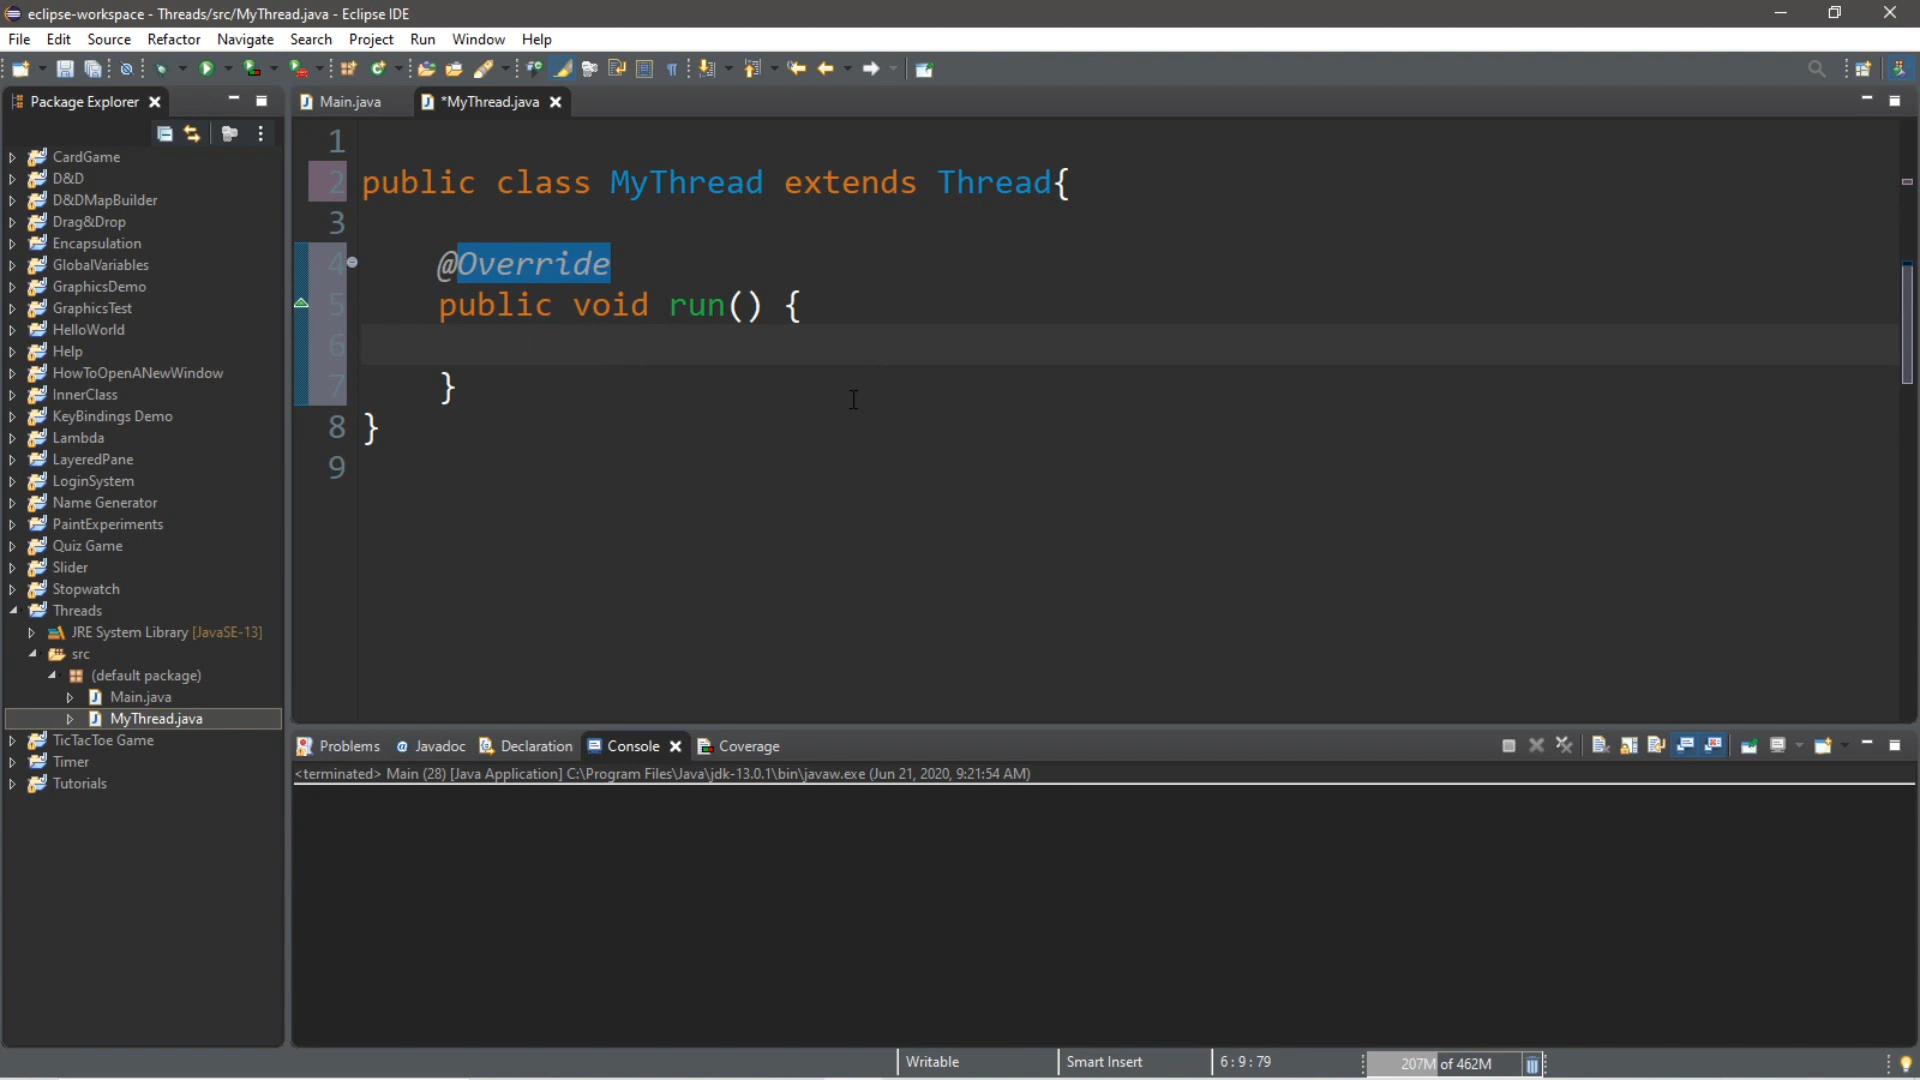 eclipse-workspace - Threads/src/MyThread.java - Eclipse IDE
File Edit Source Refactor Navigate Search Project Run Window Help
Package Explorer
Main.java *MyThread.java
CardGame
D&D
D&DMapBuilder
Drag&Drop
Encapsulation
GlobalVariables
GraphicsDemo
GraphicsTest
HelloWorld
Help
HowToOpenANewWindow
InnerClass
KeyBindings Demo
Lambda
LayeredPane
LoginSystem
Name Generator
PaintExperiments
Quiz Game
Slider
Stopwatch
Threads
JRE System Library [JavaSE-13]
src
(default package)
Main.java
MyThread.java
TicTacToe Game
Timer
Tutorials
1
2 public class MyThread extends Thread{
3
4 @Override
5 public void run() {
6
7 }
8 }
9
Problems @ Javadoc Declaration Console Coverage
<terminated> Main (28) [Java Application] C:\Program Files\Java\jdk-13.0.1\bin\javaw.exe (Jun 21, 2020, 9:21:54 AM)
Writable Smart Insert 6 : 9 : 79 207M of 462M